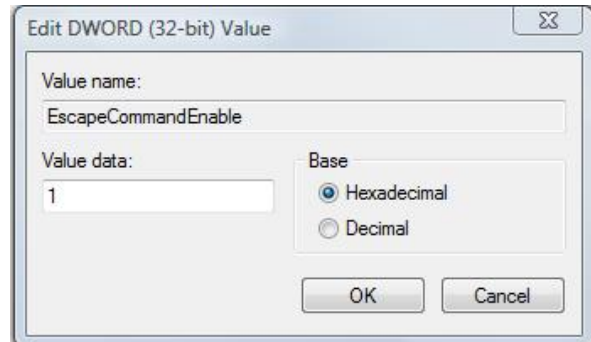 Edit DWORD (32-bit) Value
Value name:
EscapeCommandEnable
Value data:
1
Base
Hexadecimal
Decimal
OK
Cancel